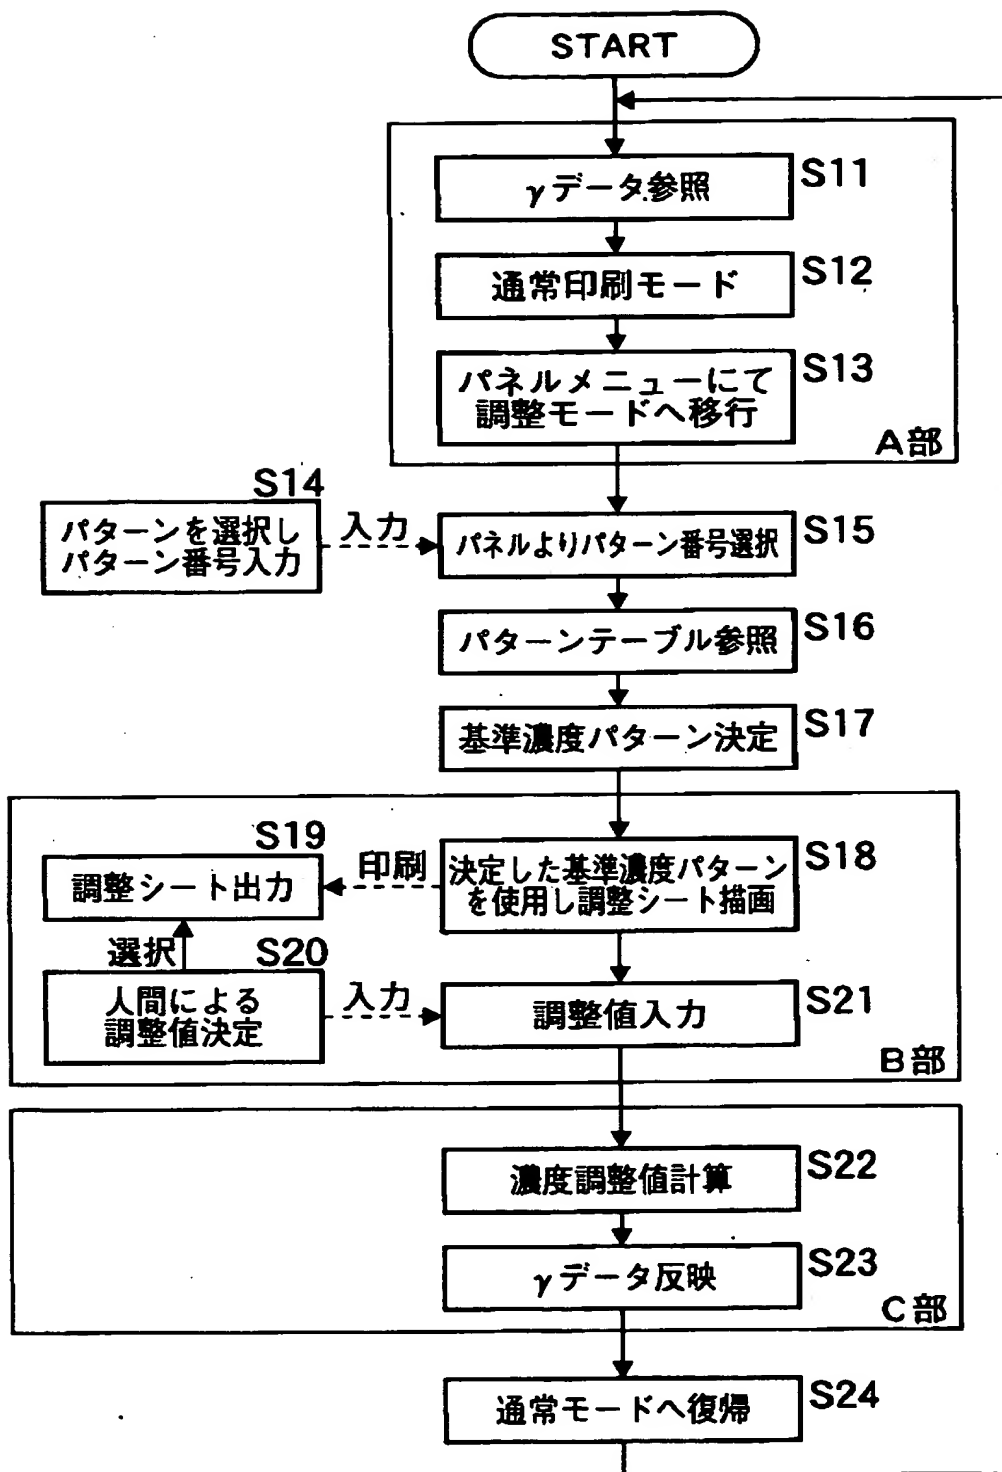 START
S11
γデータ参照
S12
通常印刷モード
S13
パネルメニューにて
調整モードへ移行
A部
S14
パターンを選択し
パターン番号入力
入力
S15
パネルよりパターン番号選択
S16
パターンテーブル参照
S17
基準濃度パターン決定
S18
決定した基準濃度パターン
を使用し調整シート描画
印刷
S19
調整シート出力
選択
S20
人間による
調整値決定
入力
S21
調整値入力
B部
S22
濃度調整値計算
S23
γデータ反映
C部
S24
通常モードへ復帰